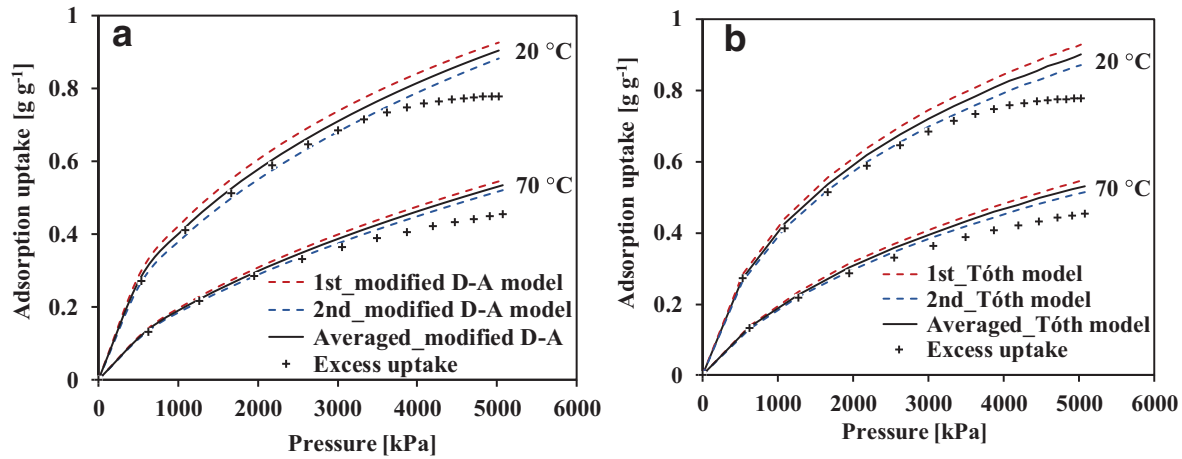 a
Adsorption uptake [g g⁻¹]
1
0.8
0.6
0.4
0.2
0
20 °C
70 °C
1st_modified D-A model
2nd_modified D-A model
Averaged_modified D-A
Excess uptake
0 1000 2000 3000 4000 5000 6000
Pressure [kPa]
b
Adsorption uptake [g g⁻¹]
1
0.8
0.6
0.4
0.2
0
20 °C
70 °C
1st_Tóth model
2nd_Tóth model
Averaged_Tóth model
Excess uptake
0 1000 2000 3000 4000 5000 6000
Pressure [kPa]